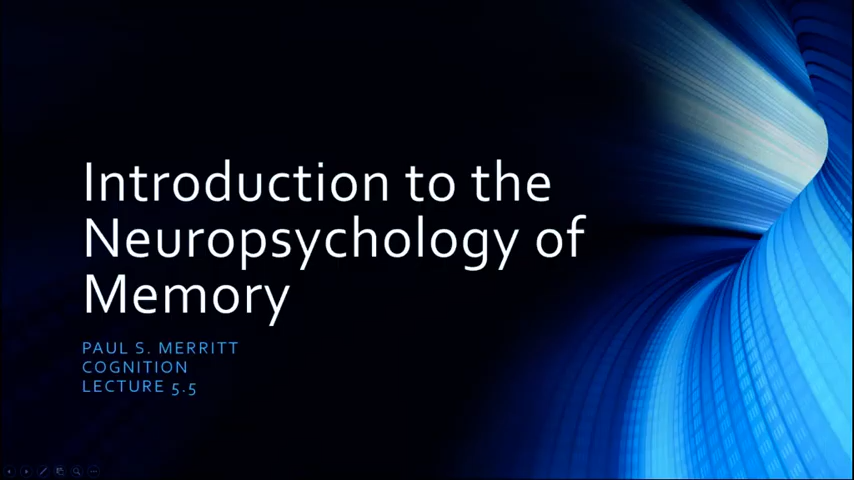 Introduction to the
Neuropsychology of
Memory
PAUL S. MERRITT
COGNITION
LECTURE 5.5